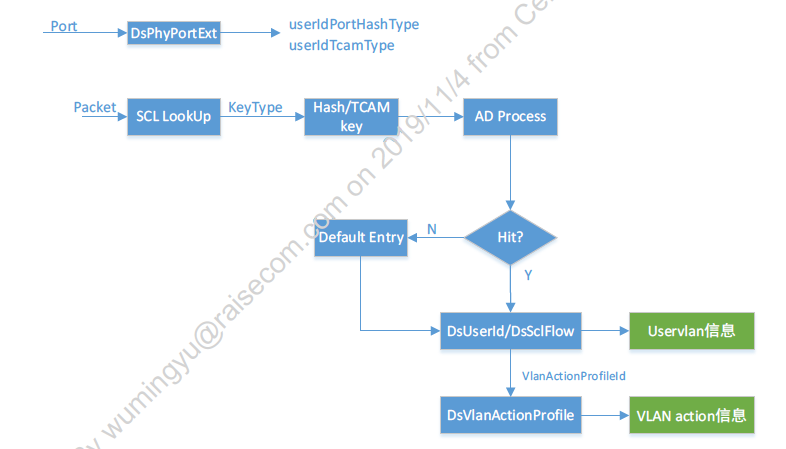 Port
DsPhyPortExt
userIdPortHashType
userIdTcamType
Packet
SCL LookUp
KeyType
Hash/TCAM
key
AD Process
Default Entry
N
Hit?
Y
DsUserId/DsSclFlow
Uservlan信息
VlanActionProfileId
DsVlanActionProfile
VLAN action信息
y wumingyu@raisecom.com on 2019/11/4 from Ce